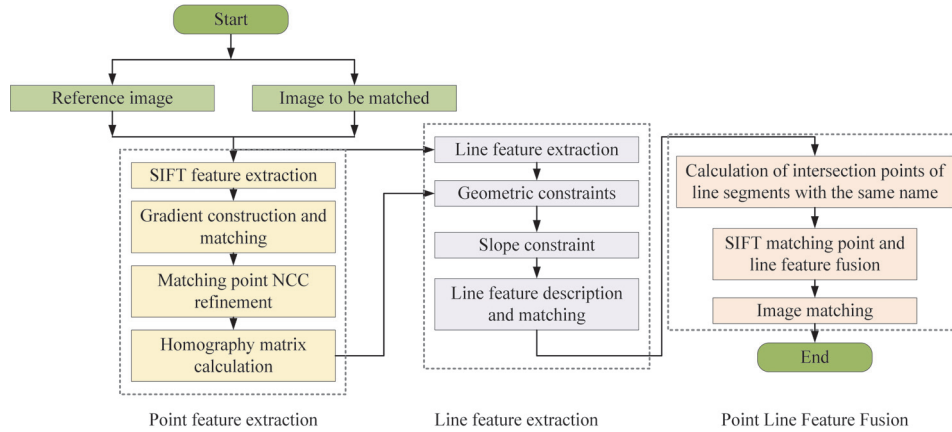 Start
Reference image
Image to be matched
SIFT feature extraction
Gradient construction and
matching
Matching point NCC
refinement
Homography matrix
calculation
Point feature extraction
Line feature extraction
Geometric constraints
Slope constraint
Line feature description
and matching
Line feature extraction
Calculation of intersection points of
line segments with the same name
SIFT matching point and
line feature fusion
Image matching
End
Point Line Feature Fusion